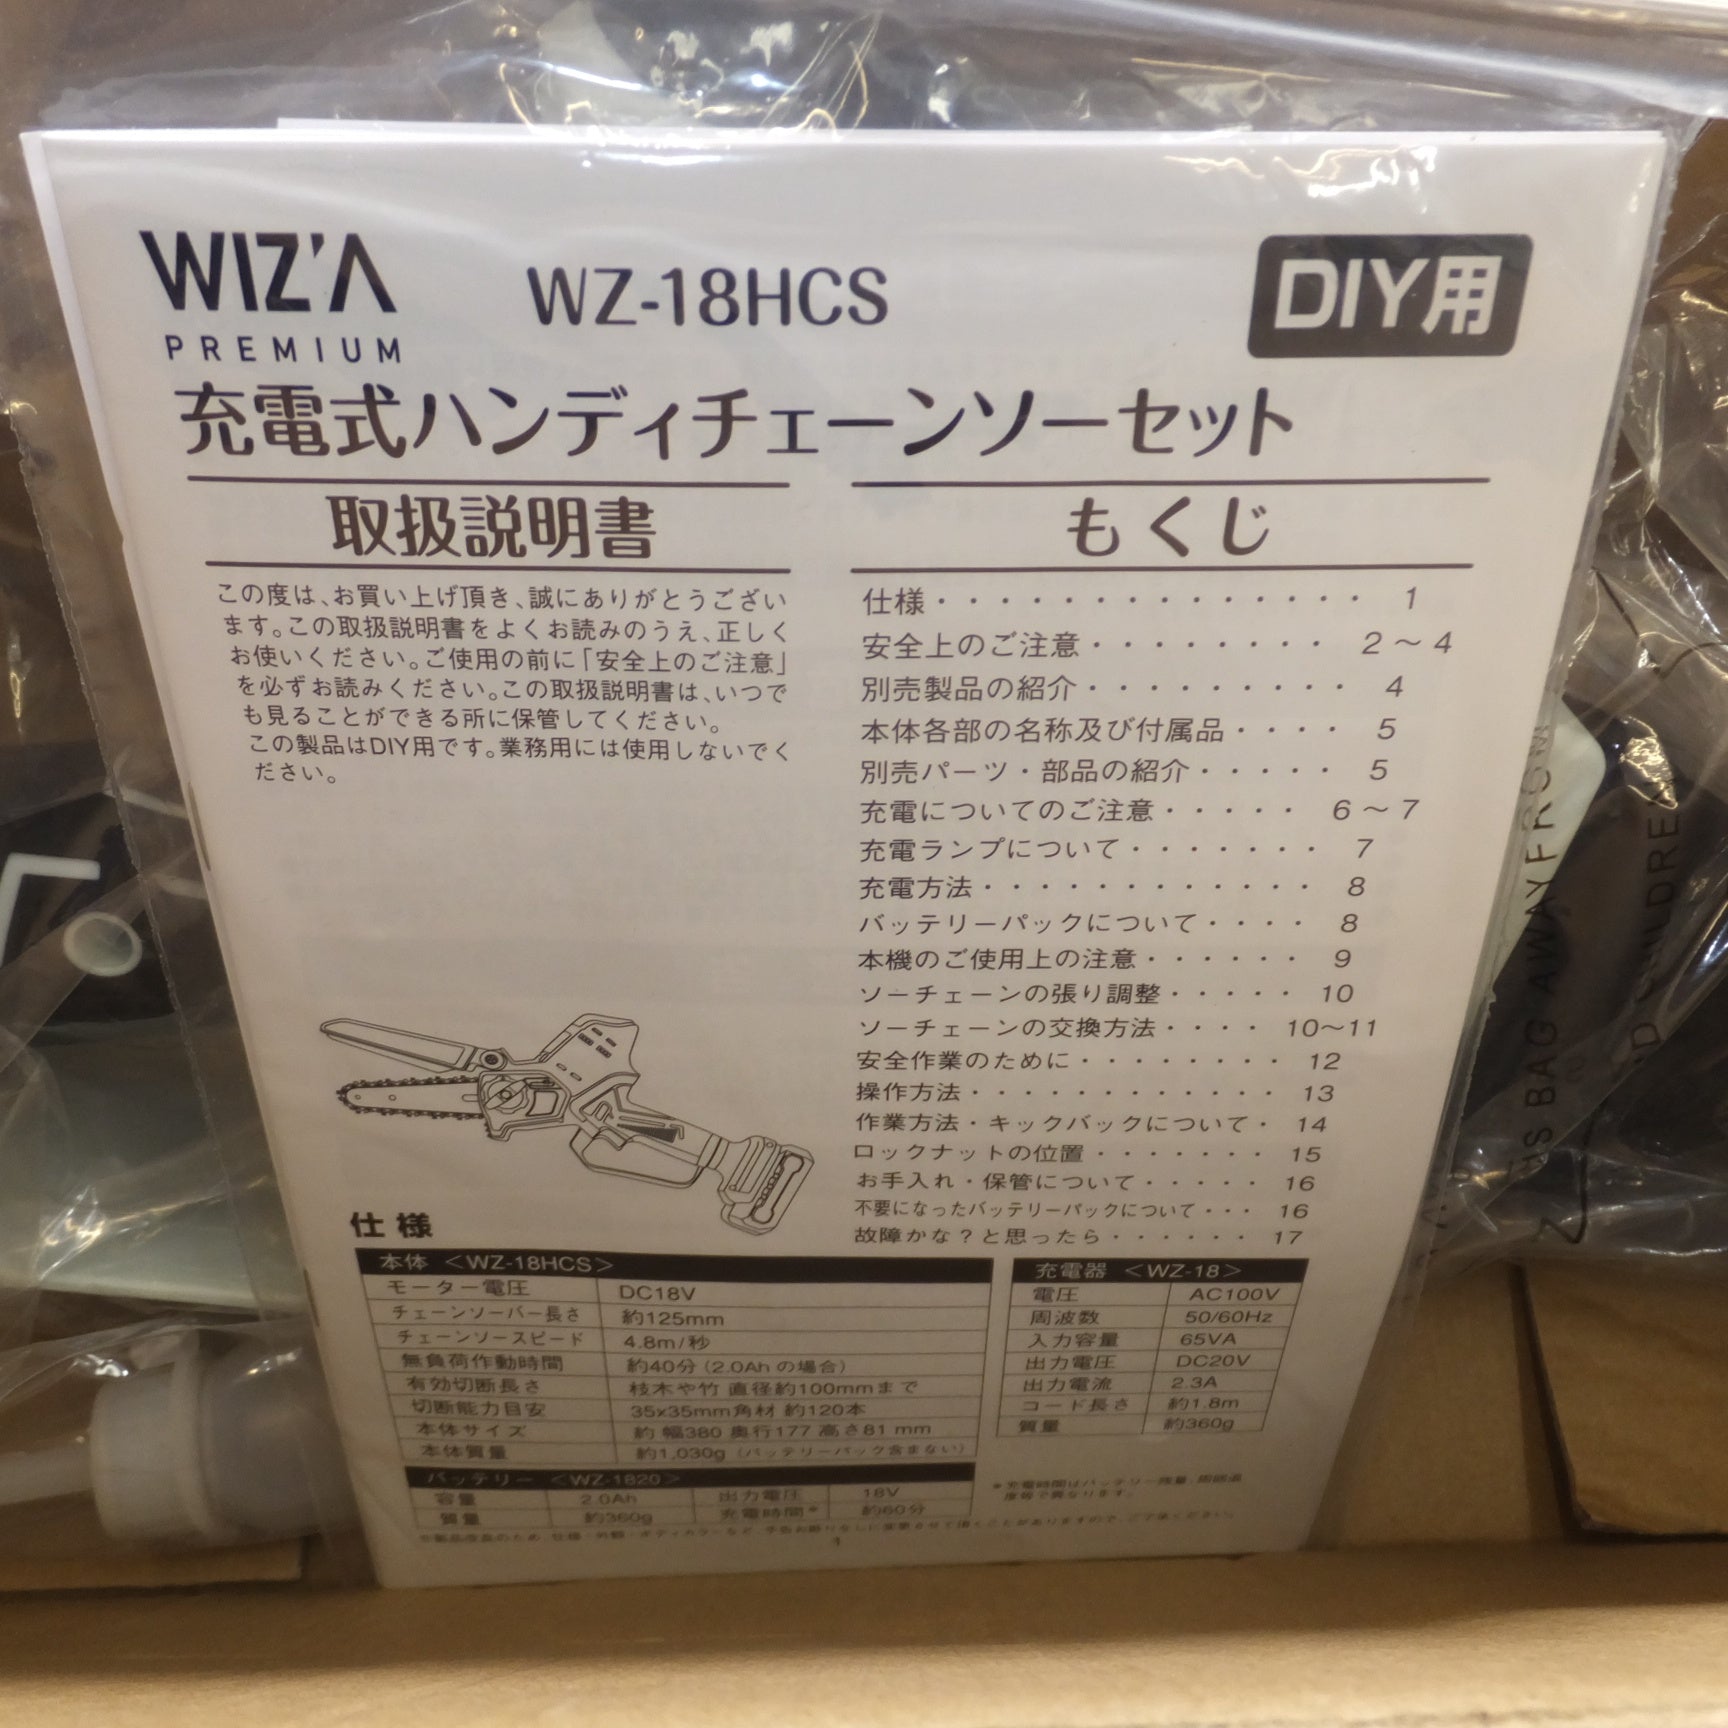 WIZ'A
PREMIUM
WZ-18HCS
DIY用
充電式ハンディチェーンソーセット
取扱説明書
この度は、お買い上げ頂き、誠にありがとうござい
ます。この取扱説明書をよくお読みのうえ、正しく
お使いください。ご使用の前に「安全上のご注意」
を必ずお読みください。この取扱説明書は、いつで
も見ることができる所に保管してください。
この製品はDIY用です。業務用には使用しないでく
ださい。
もくじ
仕様・・・・・・・・・・・・・・ 1
安全上のご注意・・・・・・・・ 2～4
別売製品の紹介・・・・・・・・・ 4
本体各部の名称及び付属品・・・・ 5
別売パーツ・部品の紹介・・・・・ 5
充電についてのご注意・・・・・ 6～7
充電ランプについて・・・・・・・ 7
充電方法・・・・・・・・・・・・ 8
バッテリーパックについて・・・・ 8
本機のご使用上の注意・・・・・・ 9
ソーチェーンの張り調整・・・・・ 10
ソーチェーンの交換方法・・・・ 10～11
安全作業のために・・・・・・・・ 12
操作方法・・・・・・・・・・・・ 13
作業方法・キックバックについて・ 14
ロックナットの位置・・・・・・・ 15
お手入れ・保管について・・・・・ 16
不要になったバッテリーパックについて・・・ 16
故障かな？と思ったら・・・・・・ 17
仕様
本体 ＜WZ-18HCS＞
モーター電圧 DC18V
チェーンソーバー長さ 約125mm
チェーンソースピード 4.8m/秒
無負荷作動時間 約40分（2.0Ahの場合）
有効切断長さ 枝木や竹 直径約100mmまで
切断能力目安 35x35mm角材 約120本
本体サイズ 約 幅380 奥行177 高さ81 mm
本体質量 約1,030g（バッテリーパック含まない）
バッテリー ＜WZ-1820＞
容量 2.0Ah 出力電圧 18V
質量 約360g 充電時間* 約60分
充電器 ＜WZ-18＞
電圧 AC100V
周波数 50/60Hz
入力容量 65VA
出力電圧 DC20V
出力電流 2.3A
コード長さ 約1.8m
質量 約360g
*充電時間はバッテリー残量、周囲温
度等で異なります。
1
BAG AWAY FROM